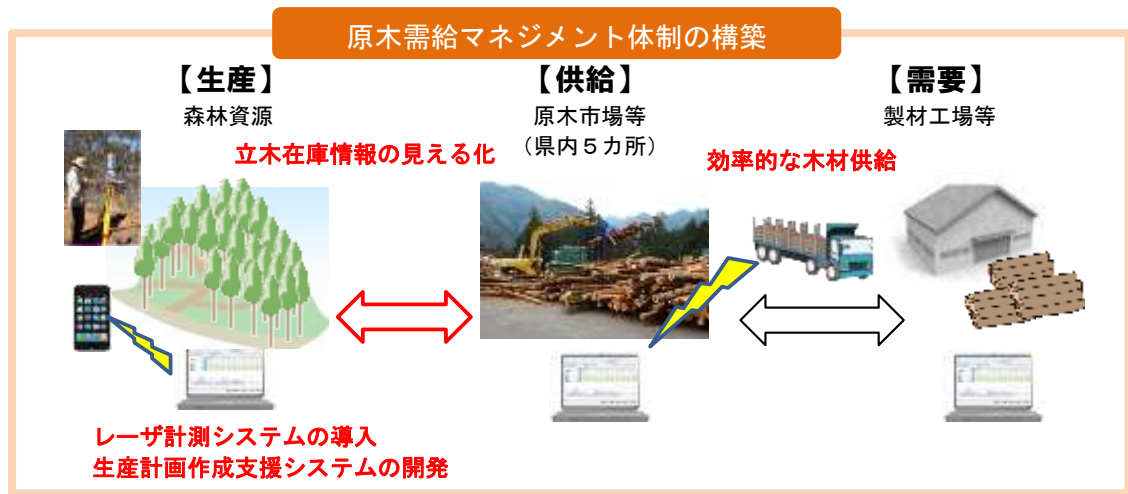 原木需給マネジメント体制の構築
【生産】
森林資源
【供給】
原木市場等
（県内５カ所）
【需要】
製材工場等
立木在庫情報の見える化
効率的な木材供給
レーザ計測システムの導入
生産計画作成支援システムの開発